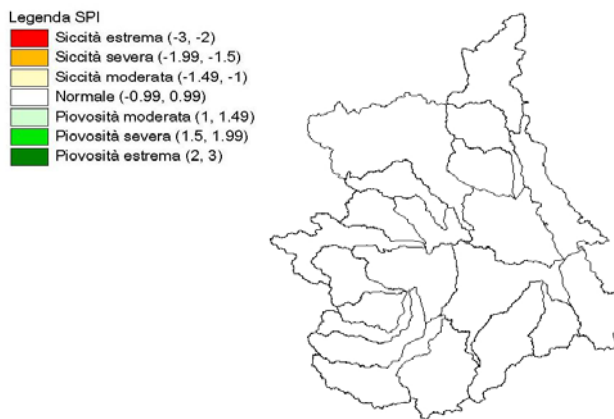 Legenda SPI
Siccità estrema (-3, -2)
Siccità severa (-1.99, -1.5)
Siccità moderata (-1.49, -1)
Normale (-0.99, 0.99)
Piovosità moderata (1, 1.49)
Piovosità severa (1.5, 1.99)
Piovosità estrema (2, 3)